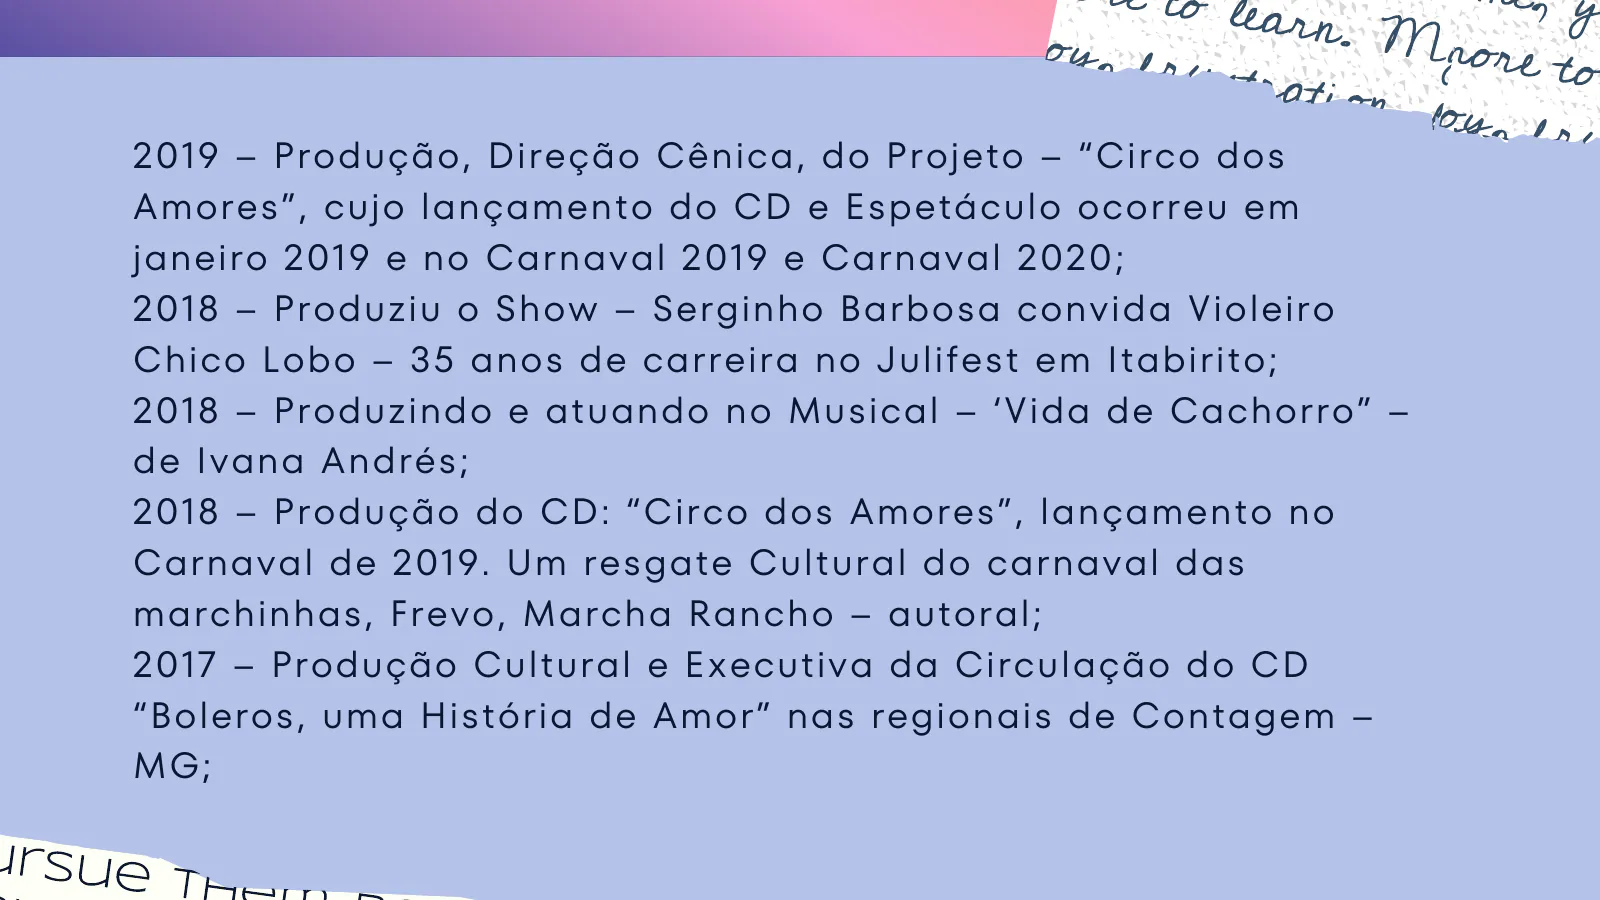 to learn. More to
2019 – Produção, Direção Cênica, do Projeto – “Circo dos
Amores”, cujo lançamento do CD e Espetáculo ocorreu em
janeiro 2019 e no Carnaval 2019 e Carnaval 2020;
2018 – Produziu o Show – Serginho Barbosa convida Violeiro
Chico Lobo – 35 anos de carreira no Julifest em Itabirito;
2018 – Produzindo e atuando no Musical – ‘Vida de Cachorro” –
de Ivana Andrés;
2018 – Produção do CD: “Circo dos Amores”, lançamento no
Carnaval de 2019. Um resgate Cultural do carnaval das
marchinhas, Frevo, Marcha Rancho – autoral;
2017 – Produção Cultural e Executiva da Circulação do CD
“Boleros, uma História de Amor” nas regionais de Contagem –
MG;
ursue THem